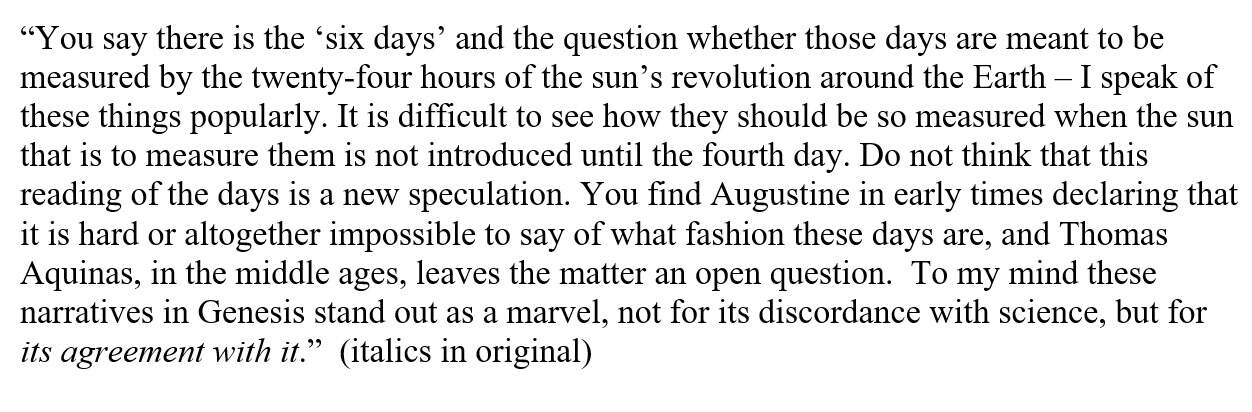 “You say there is the ‘six days’ and the question whether those days are meant to be
measured by the twenty-four hours of the sun’s revolution around the Earth – I speak of
these things popularly. It is difficult to see how they should be so measured when the sun
that is to measure them is not introduced until the fourth day. Do not think that this
reading of the days is a new speculation. You find Augustine in early times declaring that
it is hard or altogether impossible to say of what fashion these days are, and Thomas
Aquinas, in the middle ages, leaves the matter an open question.  To my mind these
narratives in Genesis stand out as a marvel, not for its discordance with science, but for
its agreement with it.”  (italics in original)